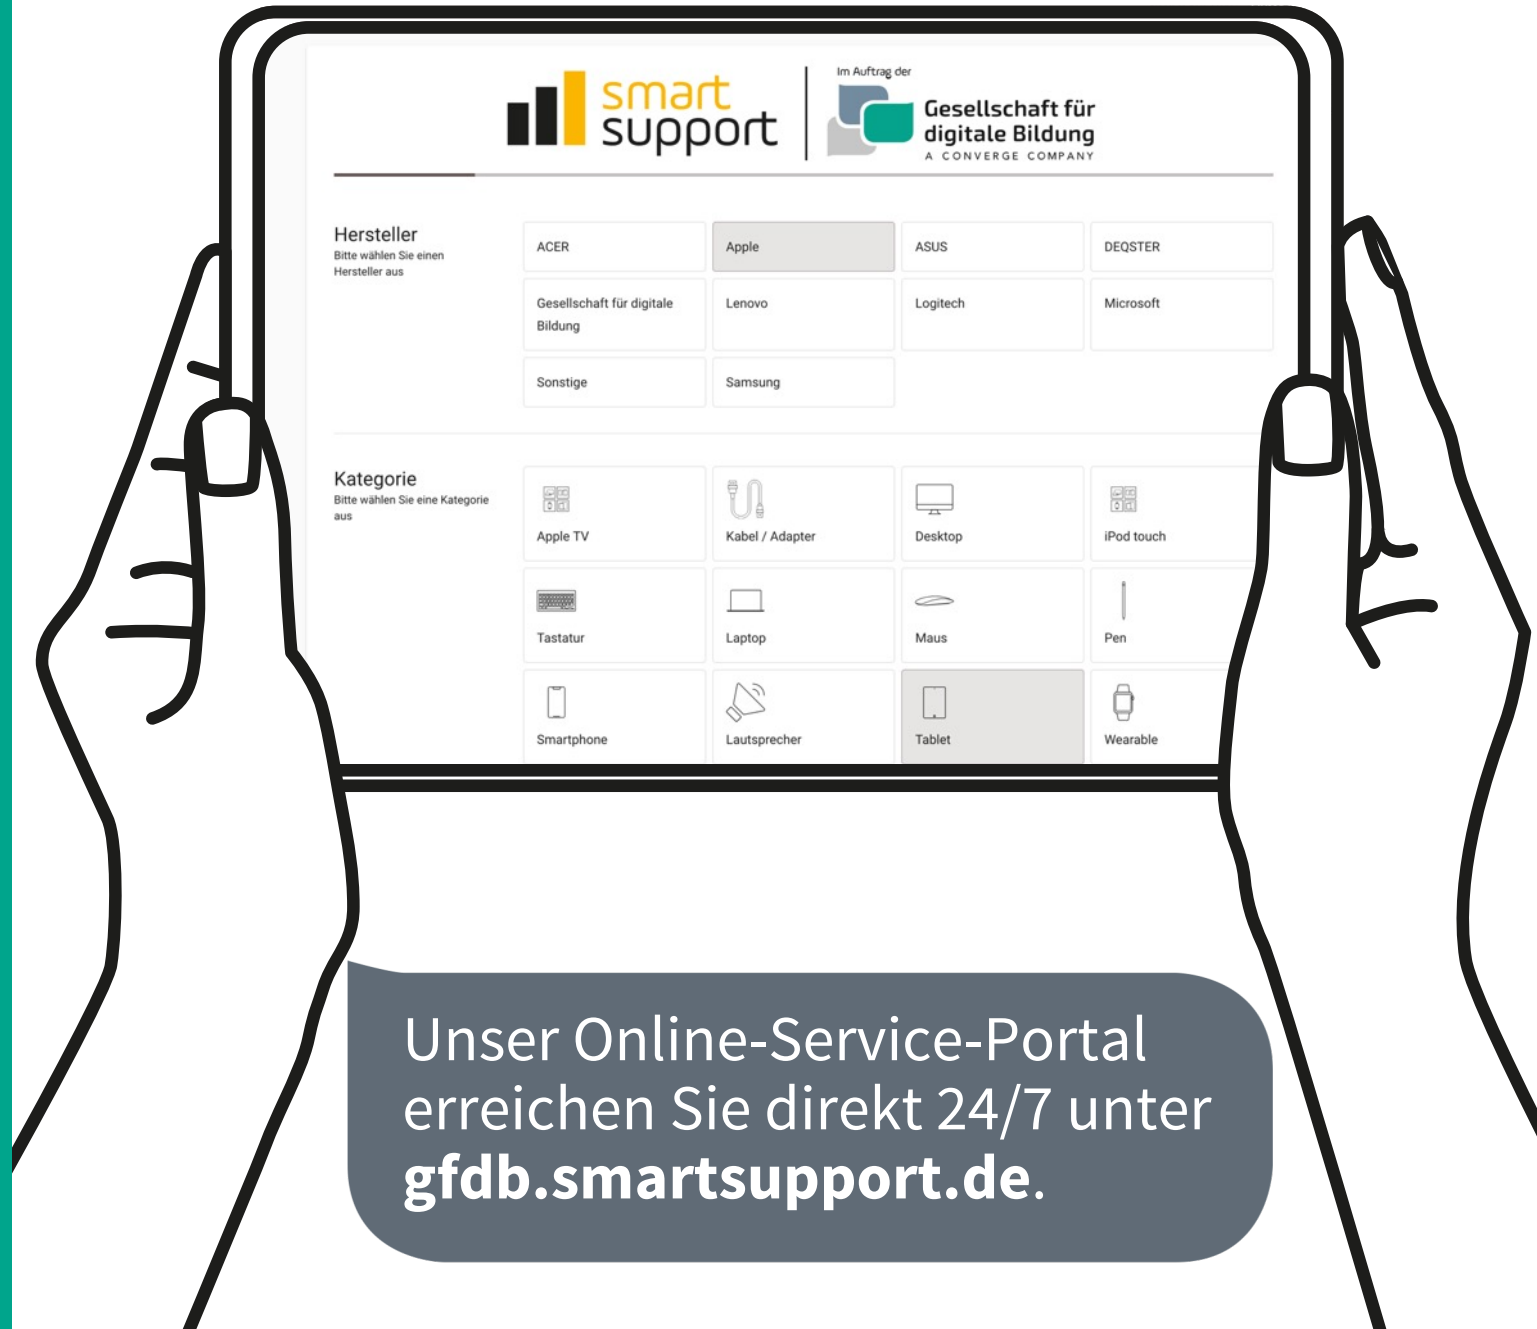 smart
support
Im Auftrag der
Gesellschaft für
digitale Bildung
A CONVERGE COMPANY
Hersteller
Bitte wählen Sie einen
Hersteller aus
ACER
Apple
ASUS
DEQSTER
Gesellschaft für digitale
Bildung
Lenovo
Logitech
Microsoft
Sonstige
Samsung
Kategorie
Bitte wählen Sie eine Kategorie
aus
Apple TV
Kabel / Adapter
Desktop
iPod touch
Tastatur
Laptop
Maus
Pen
Smartphone
Lautsprecher
Tablet
Wearable
Unser Online-Service-Portal
erreichen Sie direkt 24/7 unter
gfdb.smartsupport.de.